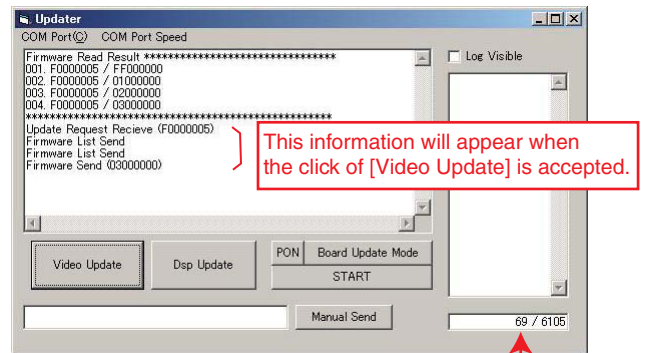 Updater
COM Port(C) COM Port Speed
Firmware Read Result **********************************
001. F0000005 / FF000000
002. F0000005 / 01000000
003. F0000005 / 02000000
004. F0000005 / 03000000
*****************************************************
Update Request Recieve (F0000005)
Firmware List Send
Firmware List Send
Firmware Send (03000000)
Log Visible
This information will appear when
the click of [Video Update] is accepted.
Video Update
Dsp Update
PON
Board Update Mode
START
Manual Send
69 / 6105